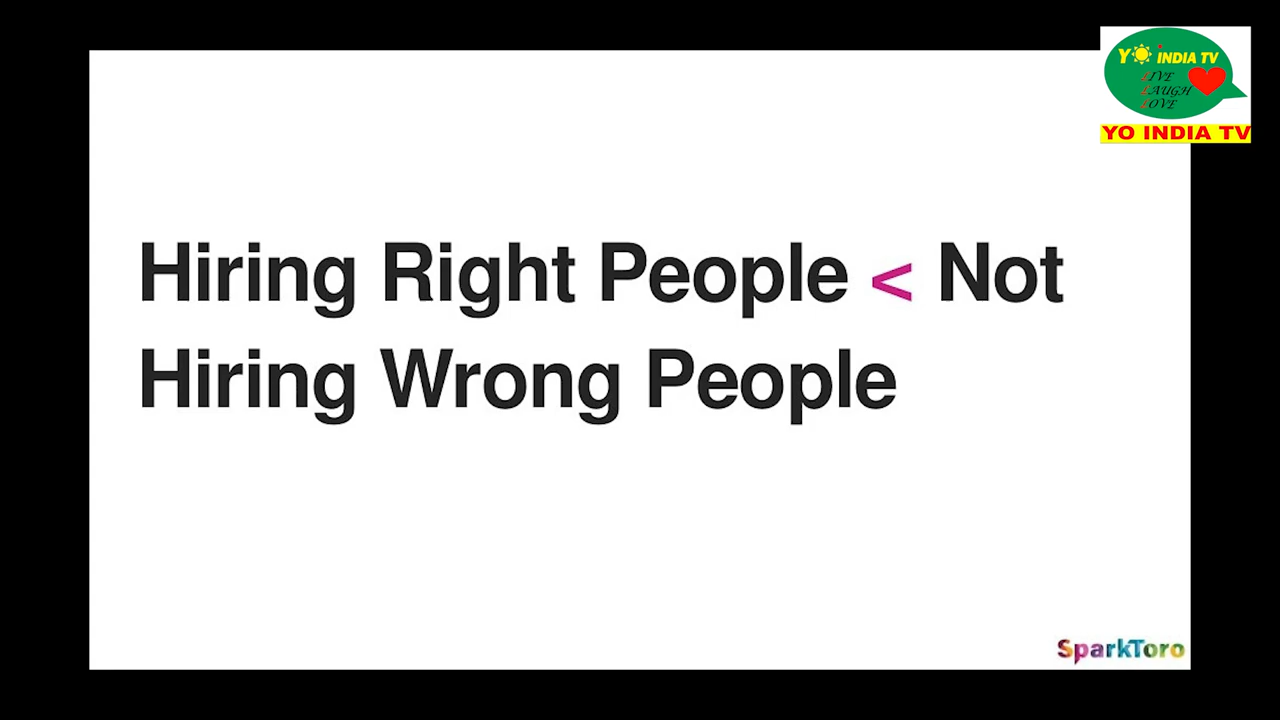 YO INDIA TV
LIVE
LAUGH
LOVE
YO INDIA TV
Hiring Right People < Not
Hiring Wrong People
SparkToro